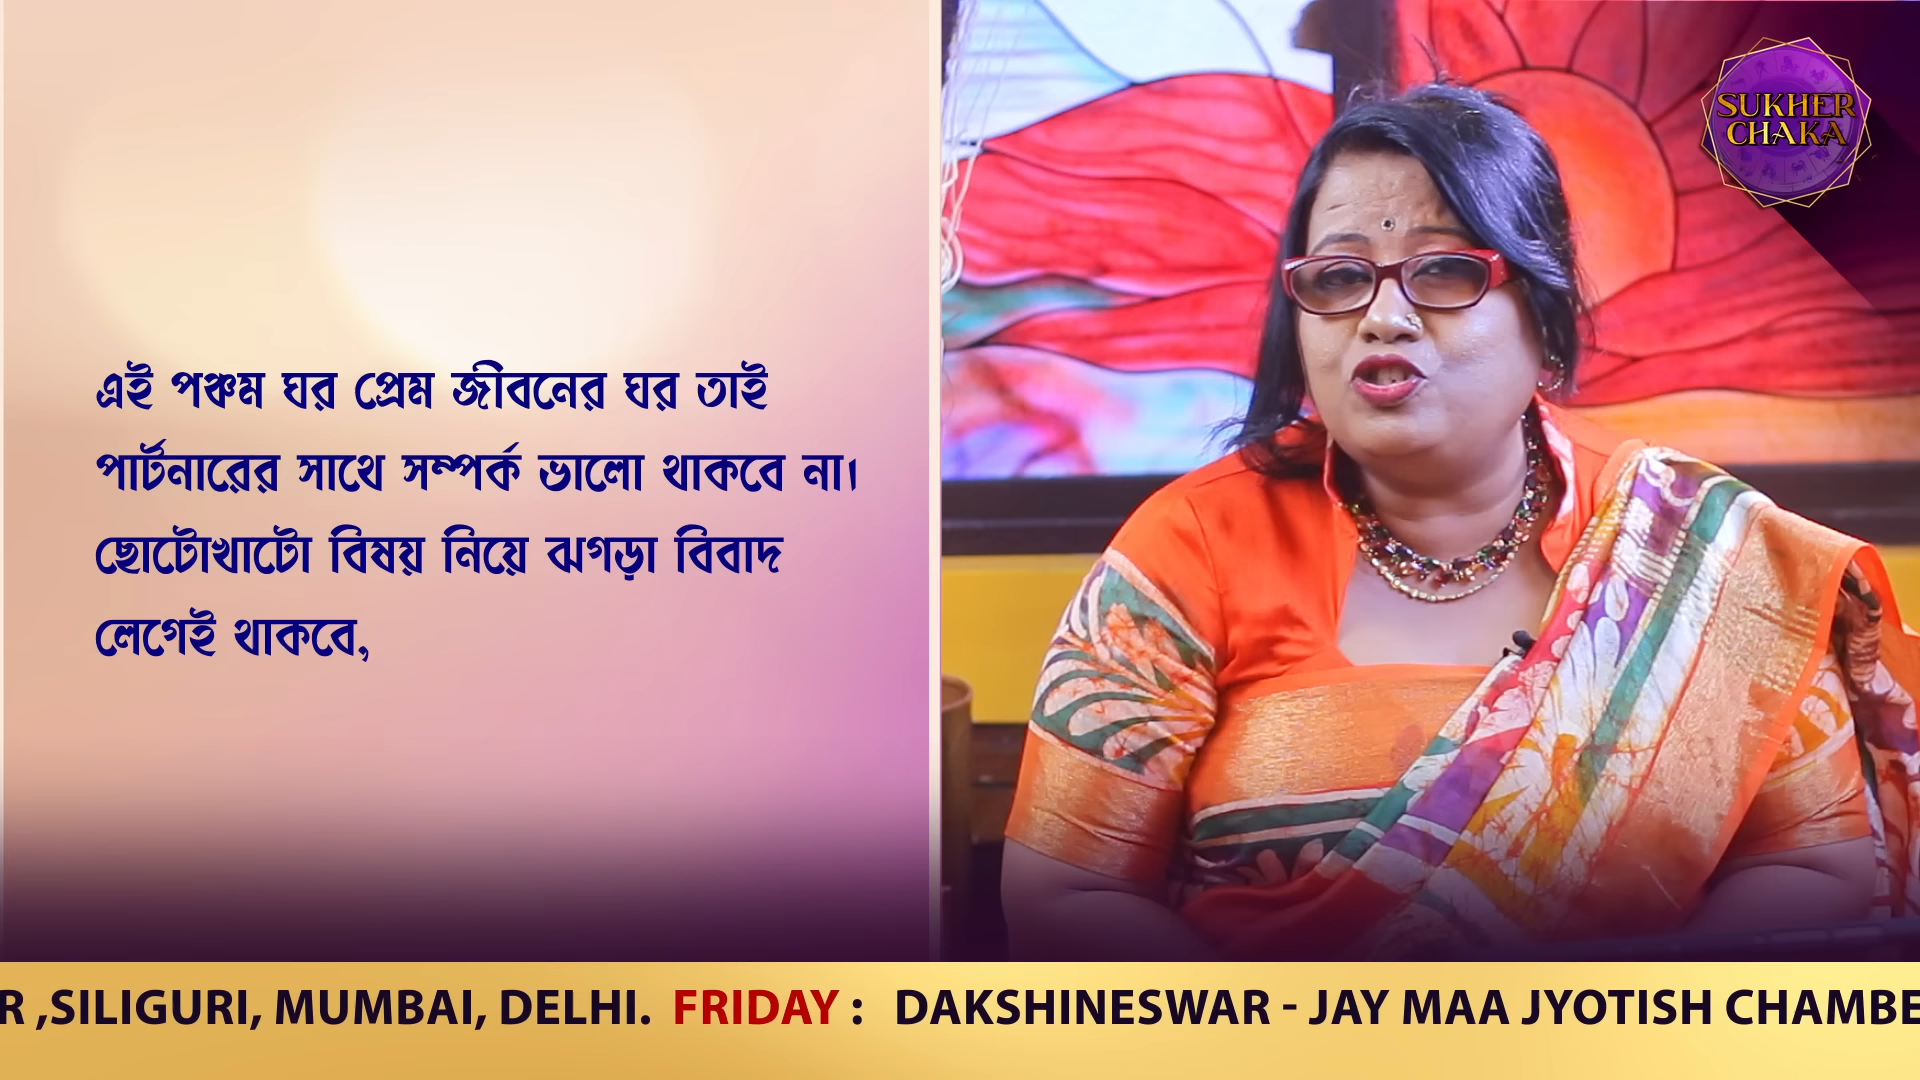 এই পঞ্চম ঘর প্রেম জীবনের ঘর তাই
পার্টনারের সাথে সম্পর্ক ভালো থাকবে না।
ছোটোখাটো বিষয় নিয়ে ঝগড়া বিবাদ
লেগেই থাকবে,
SUKHER
CHAKA
R ,SILIGURI, MUMBAI, DELHI. FRIDAY : DAKSHINESWAR - JAY MAA JYOTISH CHAMBE